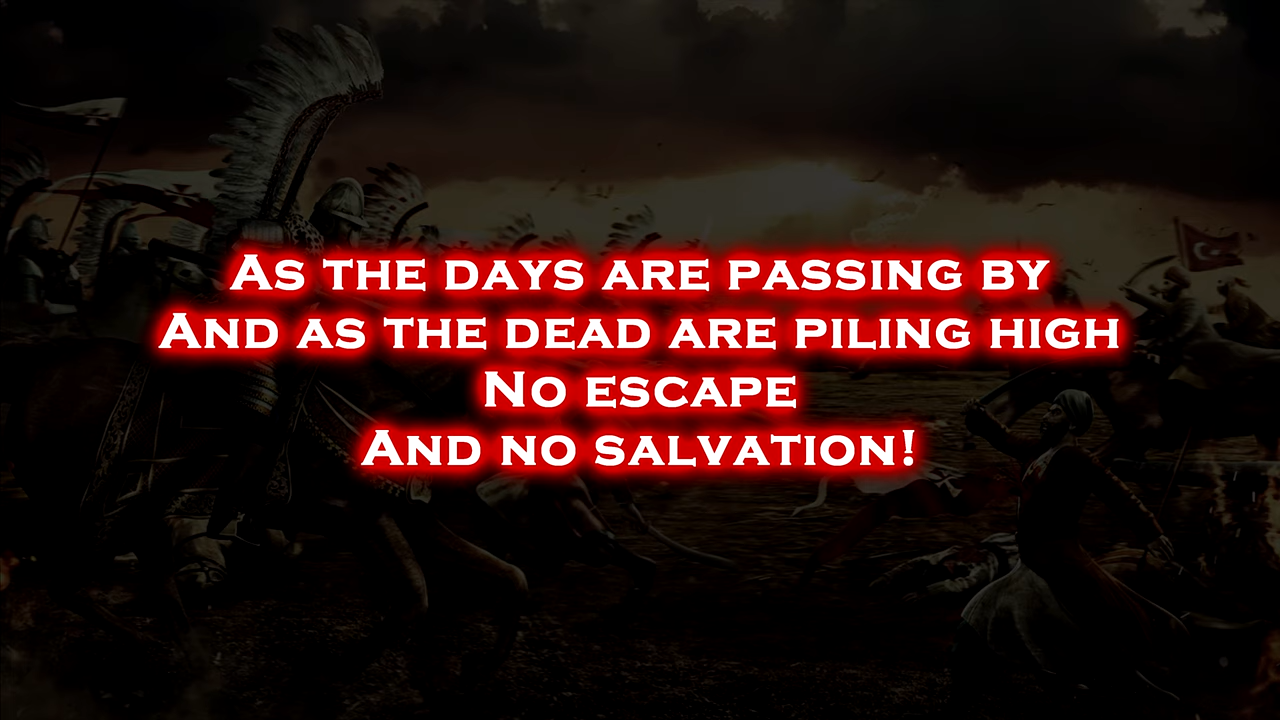 As the days are passing by
And as the dead are piling high
No escape
And no salvation!